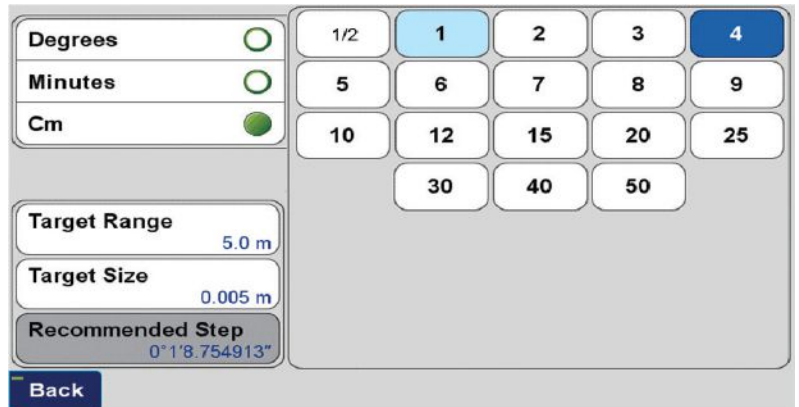 Degrees
Minutes
Cm
Target Range
5.0 m
Target Size
0.005 m
Recommended Step
0°1'8.754913"
Back
1/2 1 2 3 4
5 6 7 8 9
10 12 15 20 25
30 40 50